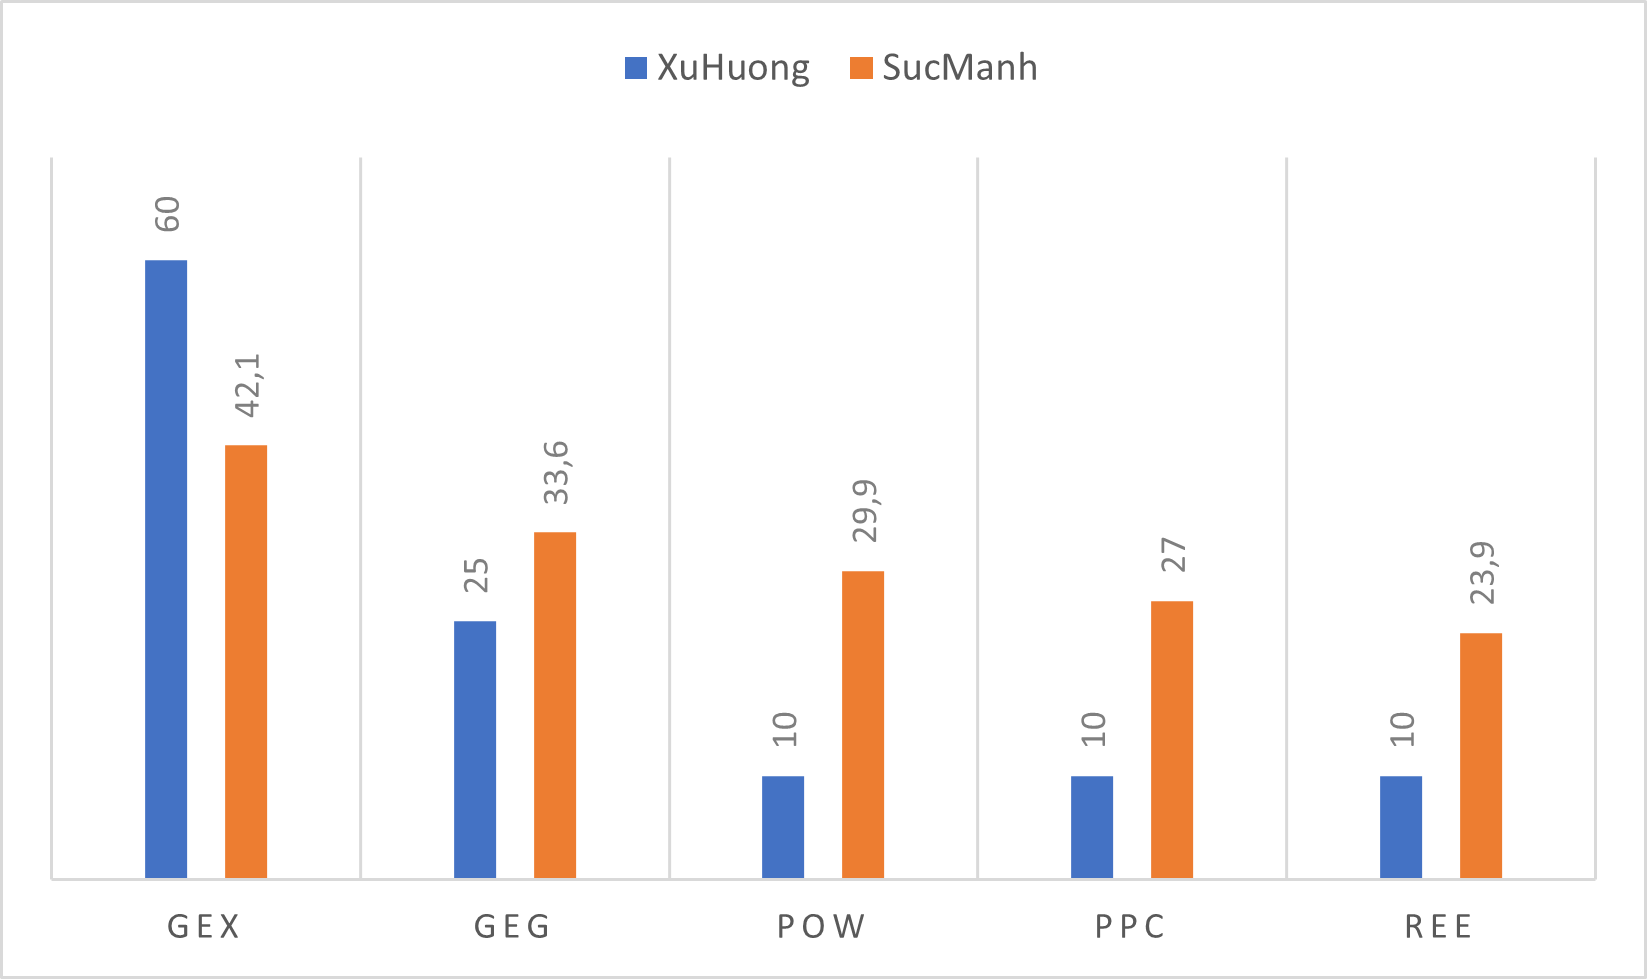 XuHuong SucManh
60 42,1 25 33,6 10 29,9 10 27 10 23,9
GEX GEG POW PPC REE